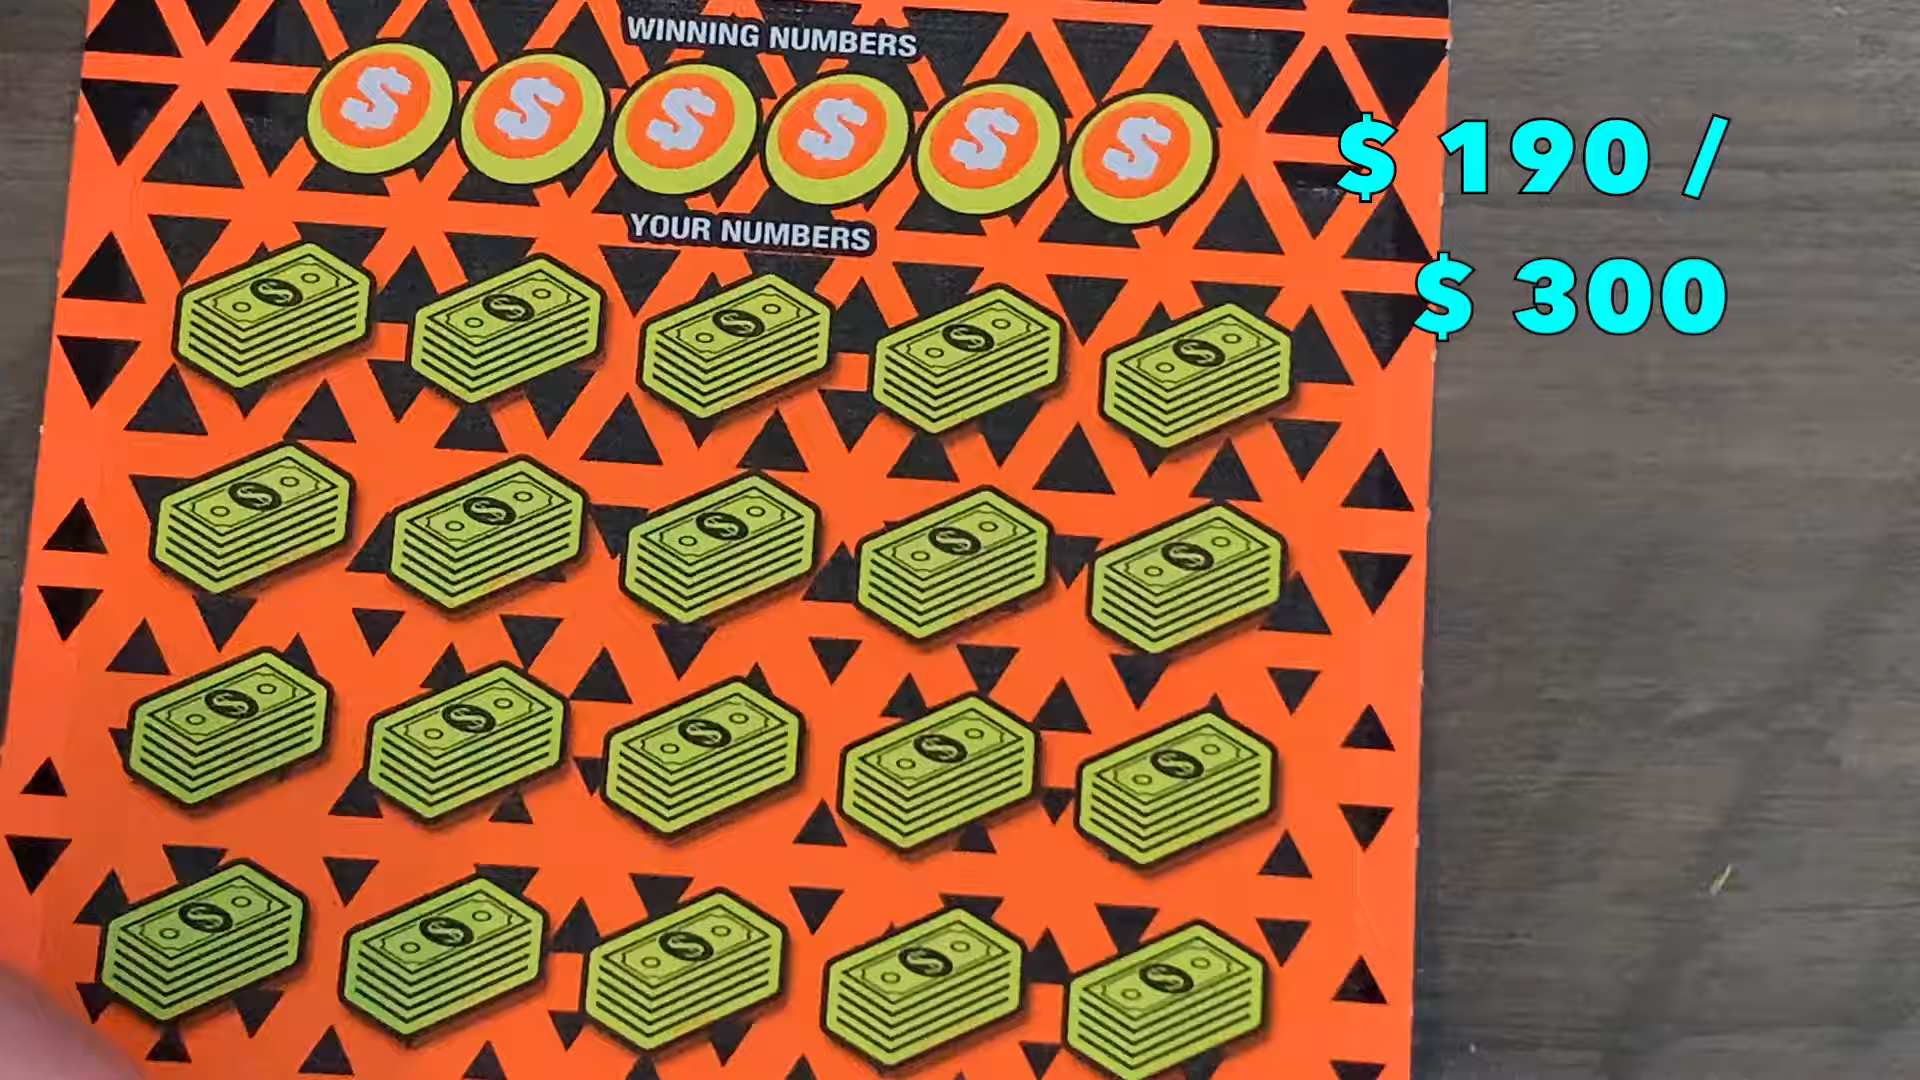 WINNING NUMBERS
$ $ $ $ $ $
YOUR NUMBERS
$ $ $ $ $
$ $ $ $ $
$ $ $ $ $
$ $ $ $ $
$ 190 /
$ 300